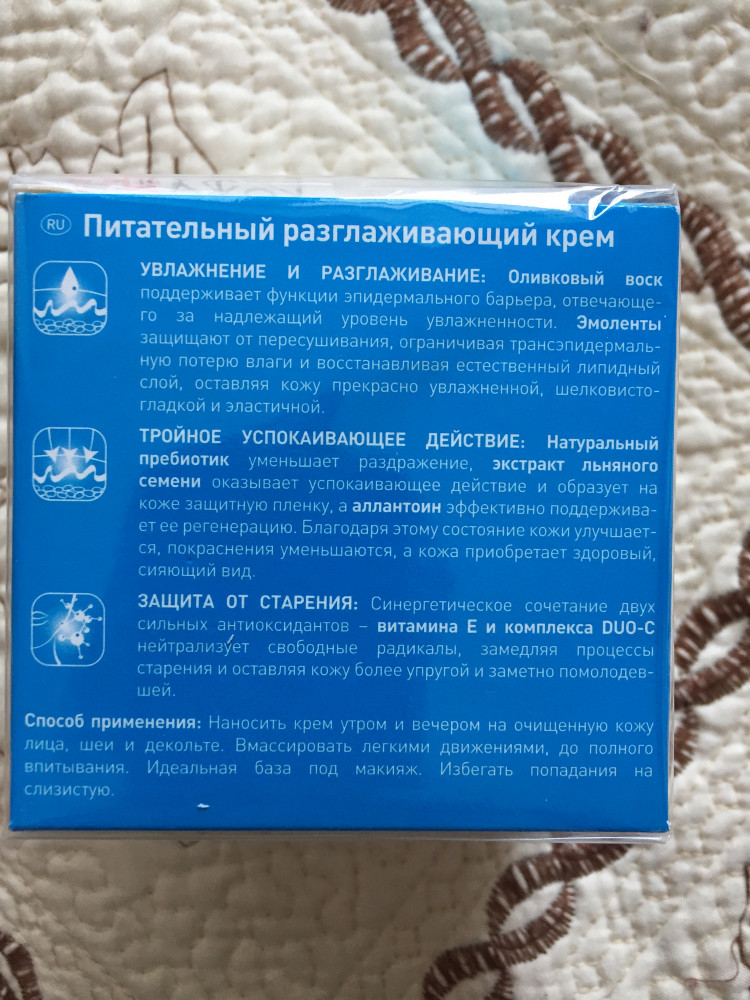 RU Питательный разглаживающий крем
УВЛАЖНЕНИЕ И РАЗГЛАЖИВАНИЕ: Оливковый воск
поддерживает функции эпидермального барьера, отвечающе-
го за надлежащий уровень увлажненности. Эмоленты
защищают от пересушивания, ограничивая трансэпидермаль-
ную потерю влаги и восстанавливая естественный липидный
слой, оставляя кожу прекрасно увлажненной, шелковисто-
гладкой и эластичной.
ТРОЙНОЕ УСПОКАИВАЮЩЕЕ ДЕЙСТВИЕ: Натуральный
пребиотик уменьшает раздражение, экстракт льняного
семени оказывает успокаивающее действие и образует на
коже защитную пленку, а аллантоин эффективно поддержива-
ет ее регенерацию. Благодаря этому состояние кожи улучшает-
ся, покраснения уменьшаются, а кожа приобретает здоровый,
сияющий вид.
ЗАЩИТА ОТ СТАРЕНИЯ: Синергетическое сочетание двух
сильных антиоксидантов – витамина Е и комплекса DUO-C
нейтрализует свободные радикалы, замедляя процессы
старения и оставляя кожу более упругой и заметно помолодев-
шей.
Способ применения: Наносить крем утром и вечером на очищенную кожу
лица, шеи и декольте. Вмассировать легкими движениями, до полного
впитывания. Идеальная база под макияж. Избегать попадания на
слизистую.